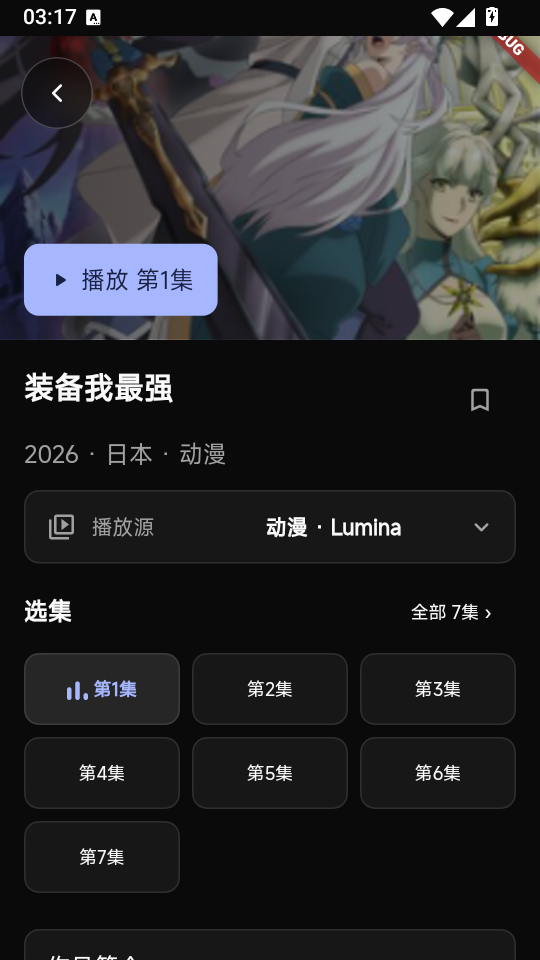 03:17 A
BUG
播放 第1集
装备我最强
2026 · 日本 · 动漫
播放源 动漫 · Lumina
选集 全部 7集 ›
第1集 第2集 第3集
第4集 第5集 第6集
第7集